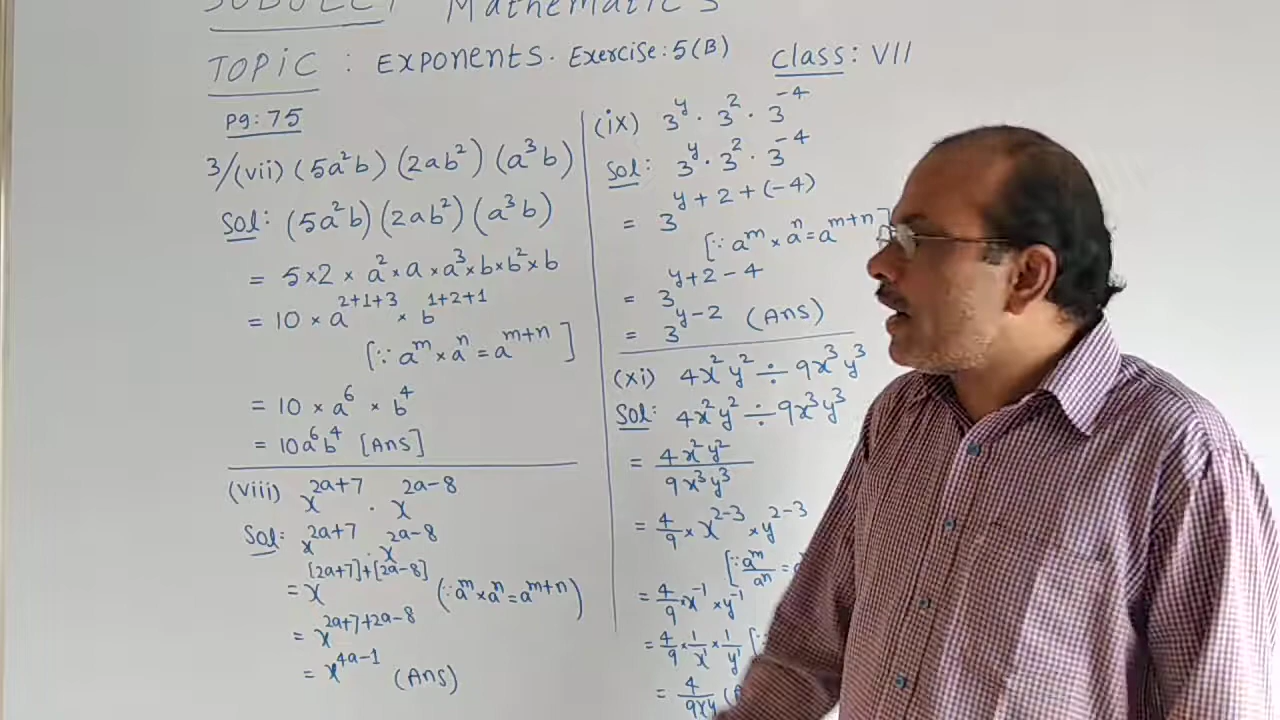 SUBJECT Mathematics
TOPIC : EXPONENTS. Exercise: 5(B) Class: VII
Pg: 75
3/(vii) (5a²b) (2ab²) (a³b)
Sol: (5a²b) (2ab²) (a³b)
= 5 × 2 × a² × a × a³ × b × b² × b
= 10 × a^{2+1+3} × b^{1+2+1}
[∵ a^m × a^n = a^{m+n}]
= 10 × a⁶ × b⁴
= 10a⁶b⁴ [Ans]
(viii) x^{2a+7} . x^{2a-8}
Sol: x^{2a+7} . x^{2a-8}
= x^{[2a+7]+[2a-8]} (∵ a^m × a^n = a^{m+n})
= x^{2a+7+2a-8}
= x^{4a-1} (Ans)
(ix) 3^y . 3² . 3^{-4}
Sol: 3^y . 3² . 3^{-4}
= 3^{y+2+(-4)}
[∵ a^m × a^n = a^{m+n}]
= 3^{y+2-4}
= 3^{y-2} (Ans)
(xi) 4x²y² ÷ 9x³y³
Sol: 4x²y² ÷ 9x³y³
= 4x²y²/9x³y³
= 4/9 × x^{2-3} × y^{2-3}
[∵ a^m/a^n =
= 4/9 × x^{-1} × y^{-1}
= 4/9 × 1/x¹ × 1/y¹ [∵
= 4/9xy (